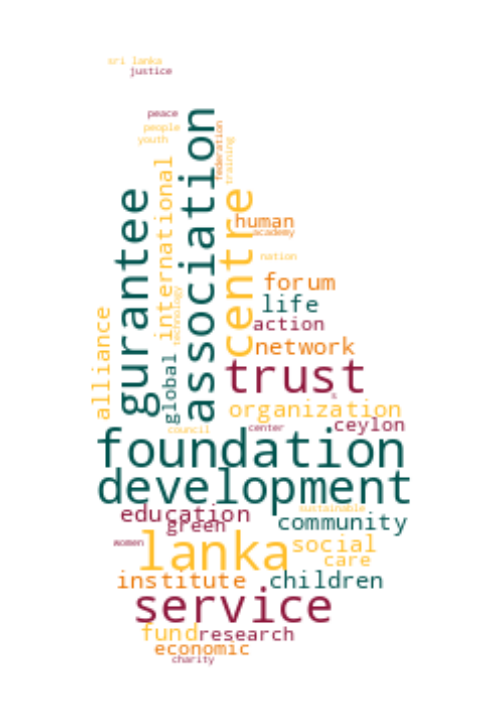 sri lanka
justice
peace
people
youth
association
federation
training
international
gurantee
centre
human
academy
nation
forum
technology
life
alliance
action
network
global
trust
organization
ceylon
council
center
foundation
development
sustainable
education
green
community
women
lanka
social
care
institute
children
service
fund
research
economic
charity